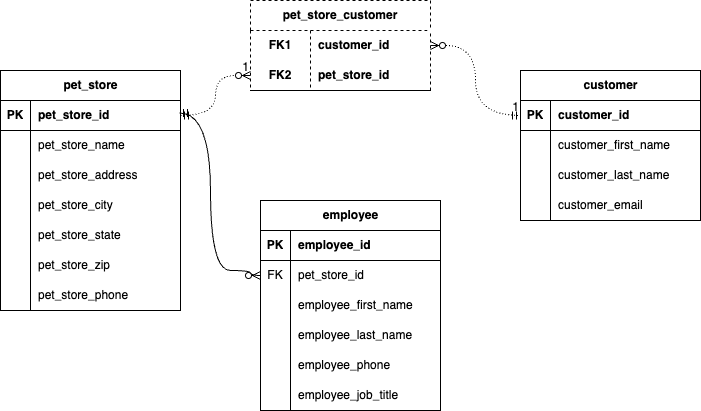 pet_store_customer
FK1 customer_id
FK2 pet_store_id
1
1
pet_store
PK pet_store_id
pet_store_name
pet_store_address
pet_store_city
pet_store_state
pet_store_zip
pet_store_phone
customer
PK customer_id
customer_first_name
customer_last_name
customer_email
employee
PK employee_id
FK pet_store_id
employee_first_name
employee_last_name
employee_phone
employee_job_title